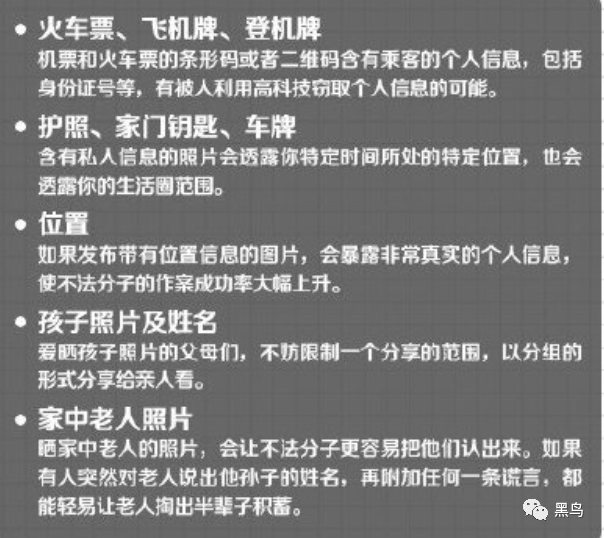 • 火车票、飞机牌、登机牌
机票和火车票的条形码或者二维码含有乘客的个人信息，包括
身份证号等，有被人利用高科技窃取个人信息的可能。
• 护照、家门钥匙、车牌
含有私人信息的照片会透露你特定时间所处的特定位置，也会
透露你的生活圈范围。
• 位置
如果发布带有位置信息的图片，会暴露非常真实的个人信息，
使不法分子的作案成功率大幅上升。
• 孩子照片及姓名
爱晒孩子照片的父母们，不妨限制一个分享的范围，以分组的
形式分享给亲人看。
• 家中老人照片
晒家中老人的照片，会让不法分子更容易把他们认出来。如果
有人突然对老人说出他孙子的姓名，再附加任何一条谎言，都
能轻易让老人掏出半辈子积蓄。
黑鸟